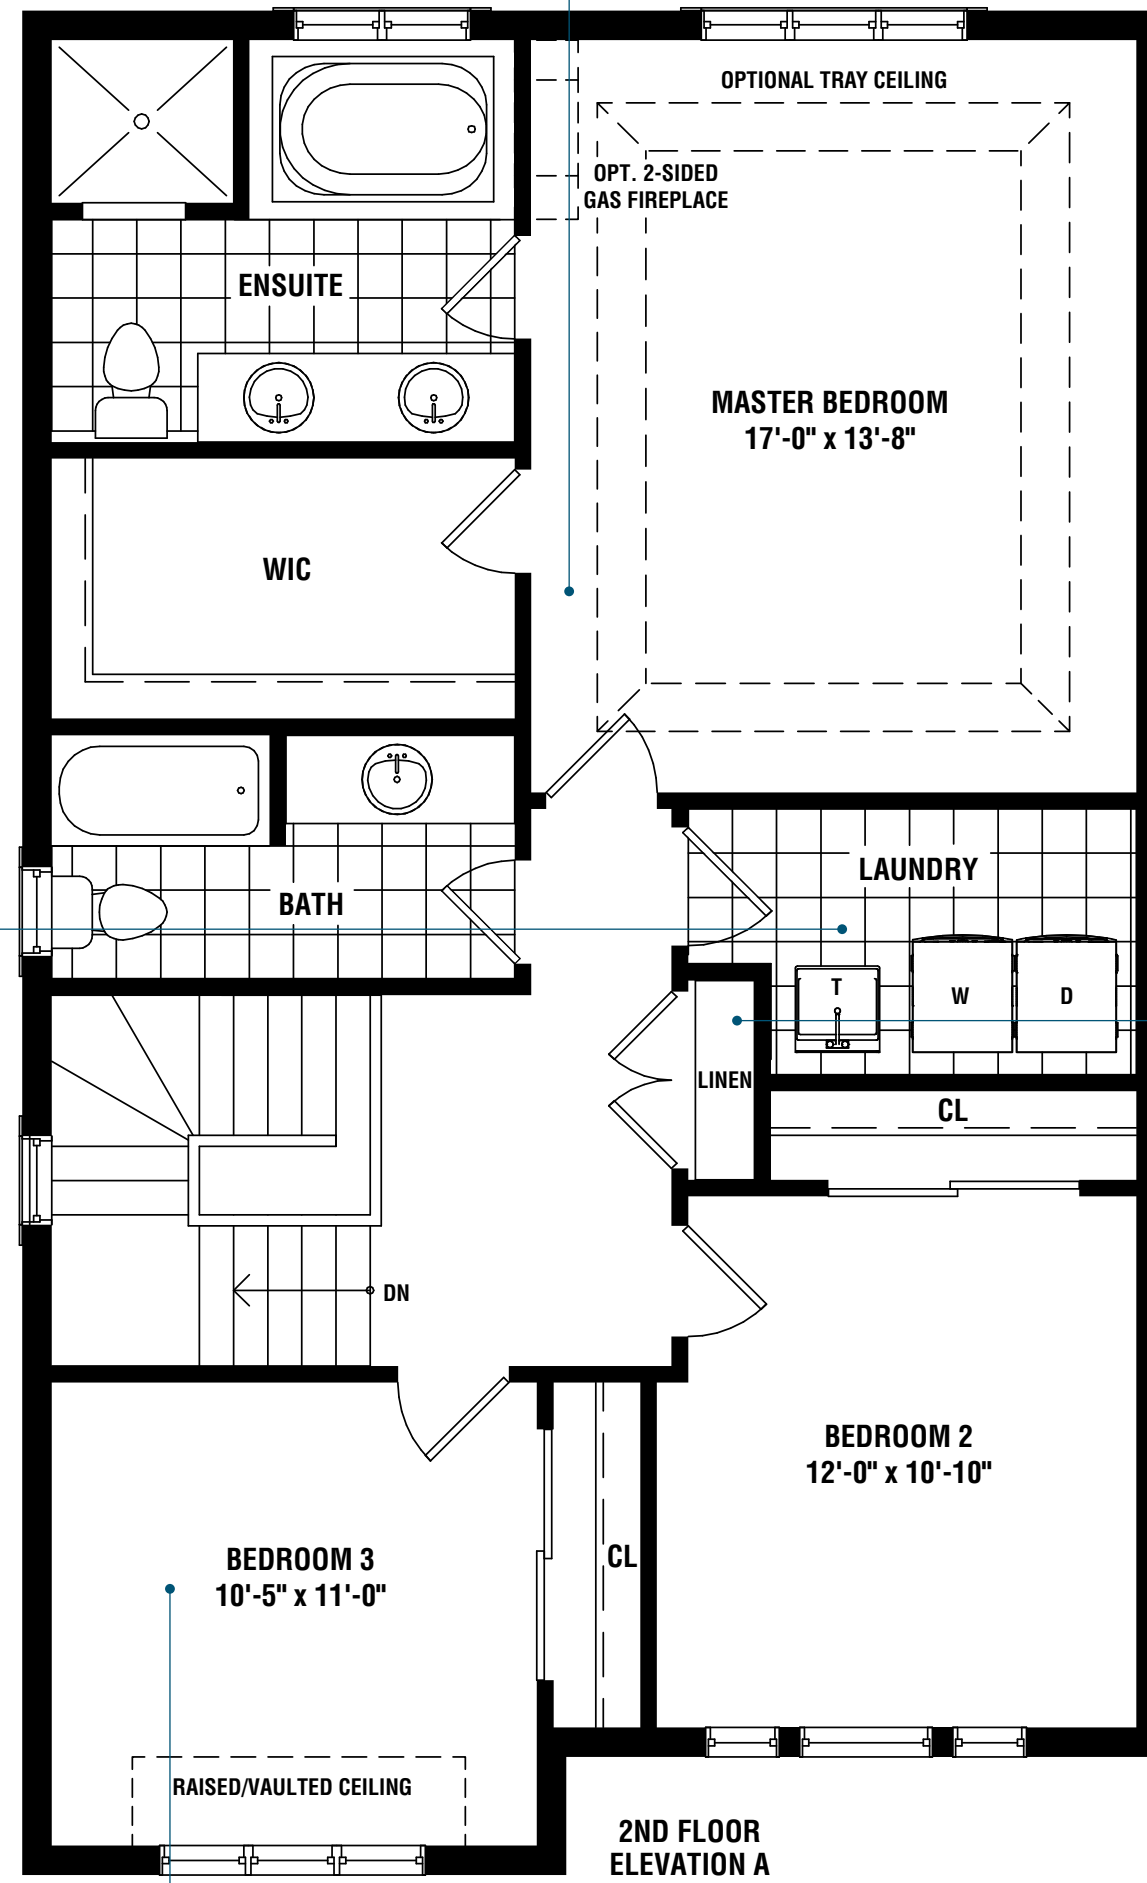 OPTIONAL TRAY CEILING
OPT. 2-SIDED
GAS FIREPLACE
ENSUITE
MASTER BEDROOM
17'-0" x 13'-8"
WIC
BATH
LAUNDRY
T
W
D
LINEN
CL
DN
BEDROOM 2
12'-0" x 10'-10"
BEDROOM 3
10'-5" x 11'-0"
CL
RAISED/VAULTED CEILING
2ND FLOOR
ELEVATION A